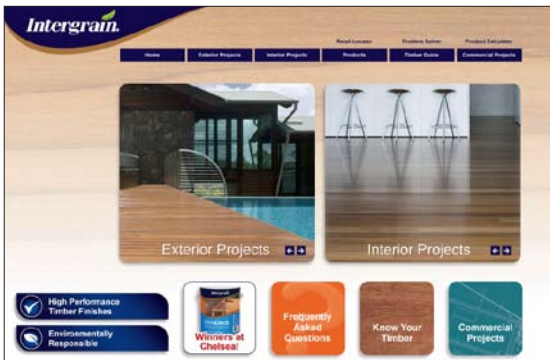 Intergrain.
Retail Locator Problem Solver Product Calculator
Home Exterior Projects Interior Projects Products Timber Guide Commercial Projects
Exterior Projects
Interior Projects
High Performance
Timber Finishes
Environmentally
Responsible
Intergrain
Winners at
Chelsea!
Frequently
Asked
Questions
Know Your
Timber
Commercial
Projects